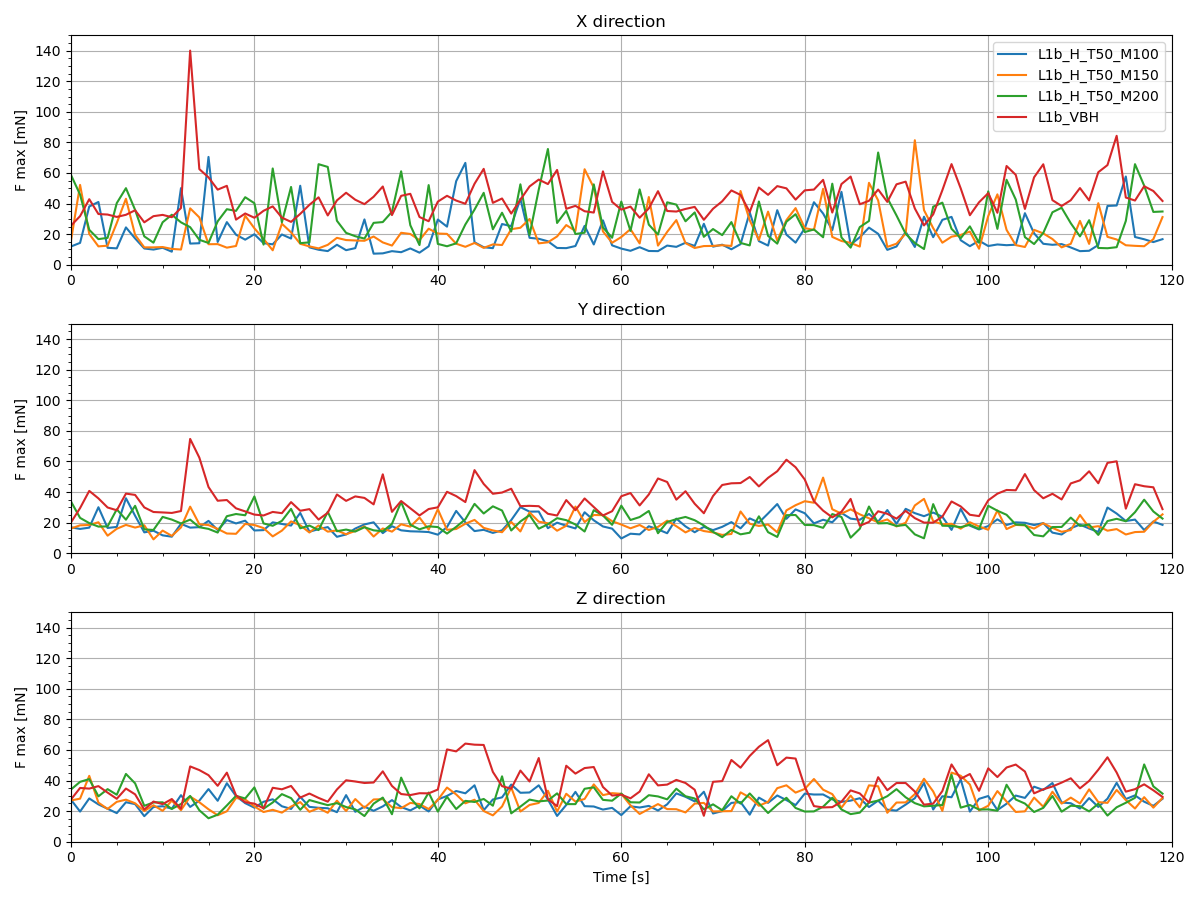 X direction
F max [mN]
140
120
100
80
60
40
20
0
L1b_H_T50_M100
L1b_H_T50_M150
L1b_H_T50_M200
L1b_VBH
0 20 40 60 80 100 120
Y direction
F max [mN]
140
120
100
80
60
40
20
0
0 20 40 60 80 100 120
Z direction
F max [mN]
140
120
100
80
60
40
20
0
0 20 40 60 80 100 120
Time [s]